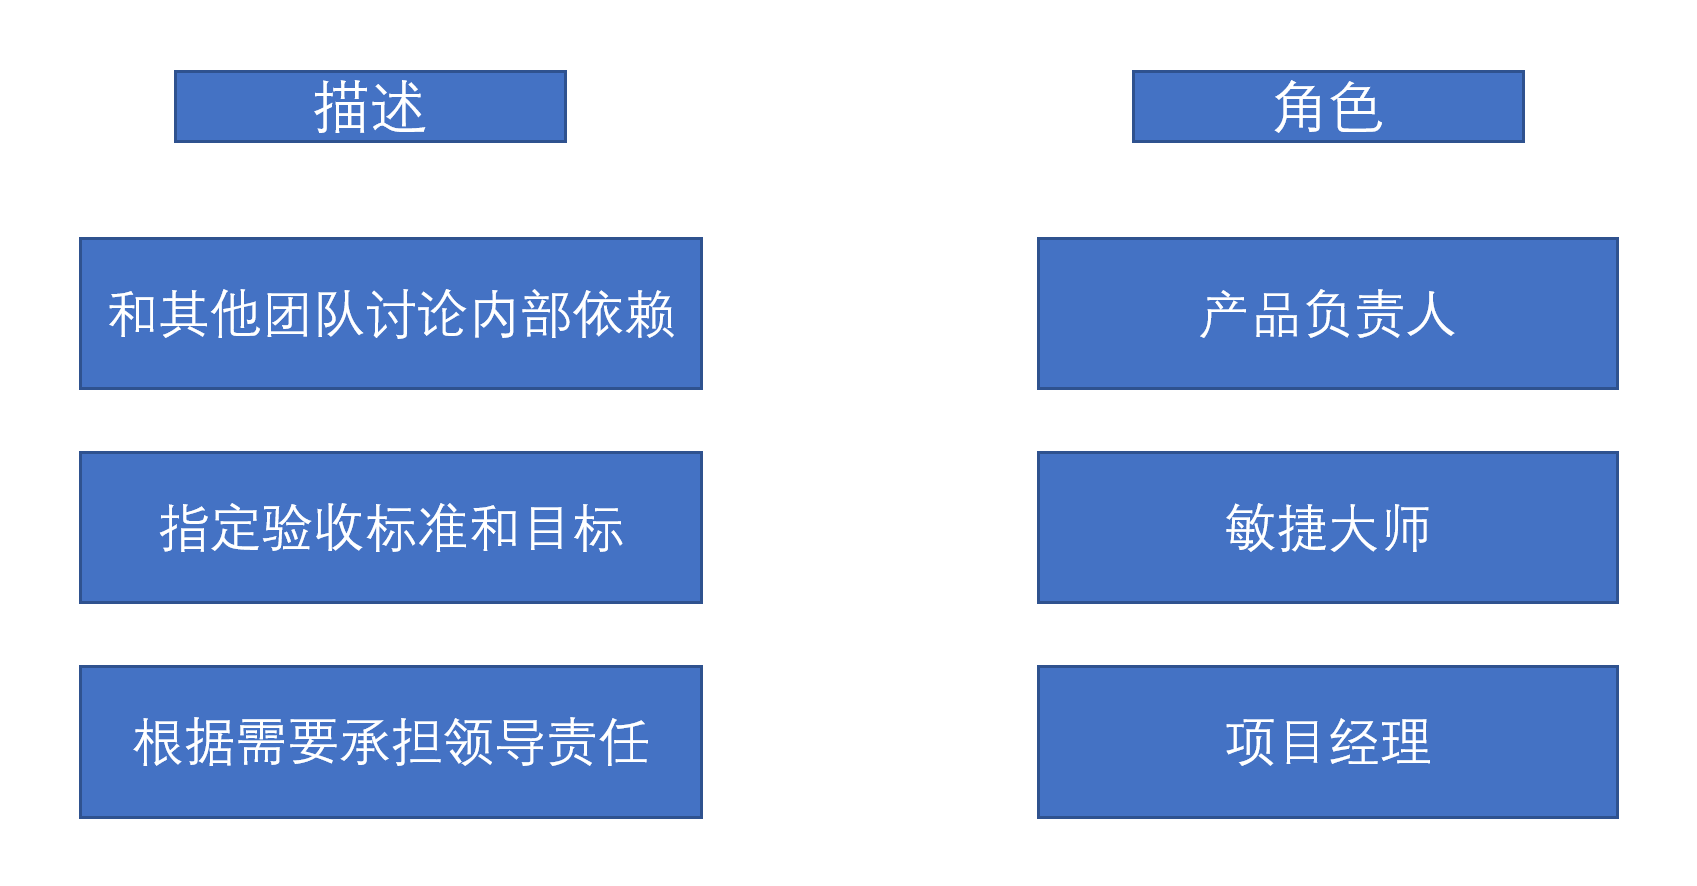 描述
角色
和其他团队讨论内部依赖
产品负责人
指定验收标准和目标
敏捷大师
根据需要承担领导责任
项目经理